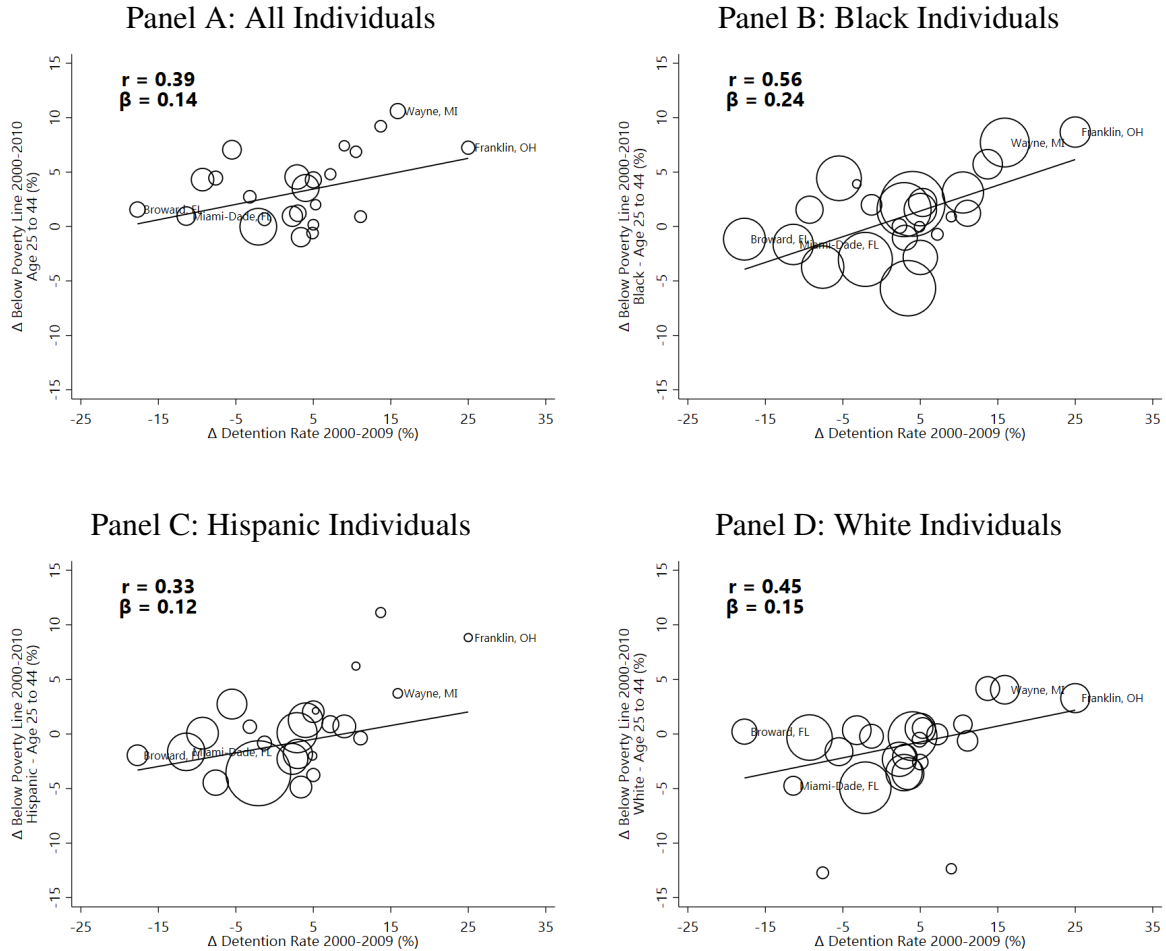 Panel A: All Individuals
r = 0.39
β = 0.14
Wayne, MI
Franklin, OH
Broward, FL
Miami-Dade, FL
Δ Below Poverty Line 2000-2010
Age 25 to 44 (%)
15
10
5
0
-5
-10
-15
-25
-15
-5
5
15
25
35
Δ Detention Rate 2000-2009 (%)
Panel B: Black Individuals
r = 0.56
β = 0.24
Wayne, MI
Franklin, OH
Broward, FL
Miami-Dade, FL
Δ Below Poverty Line 2000-2010
Black - Age 25 to 44 (%)
15
10
5
0
-5
-10
-15
-25
-15
-5
5
15
25
35
Δ Detention Rate 2000-2009 (%)
Panel C: Hispanic Individuals
r = 0.33
β = 0.12
Franklin, OH
Wayne, MI
Broward, FL
Miami-Dade, FL
Δ Below Poverty Line 2000-2010
Hispanic - Age 25 to 44 (%)
15
10
5
0
-5
-10
-15
-25
-15
-5
5
15
25
35
Δ Detention Rate 2000-2009 (%)
Panel D: White Individuals
r = 0.45
β = 0.15
Wayne, MI
Franklin, OH
Broward, FL
Miami-Dade, FL
Δ Below Poverty Line 2000-2010
White - Age 25 to 44 (%)
15
10
5
0
-5
-10
-15
-25
-15
-5
5
15
25
35
Δ Detention Rate 2000-2009 (%)